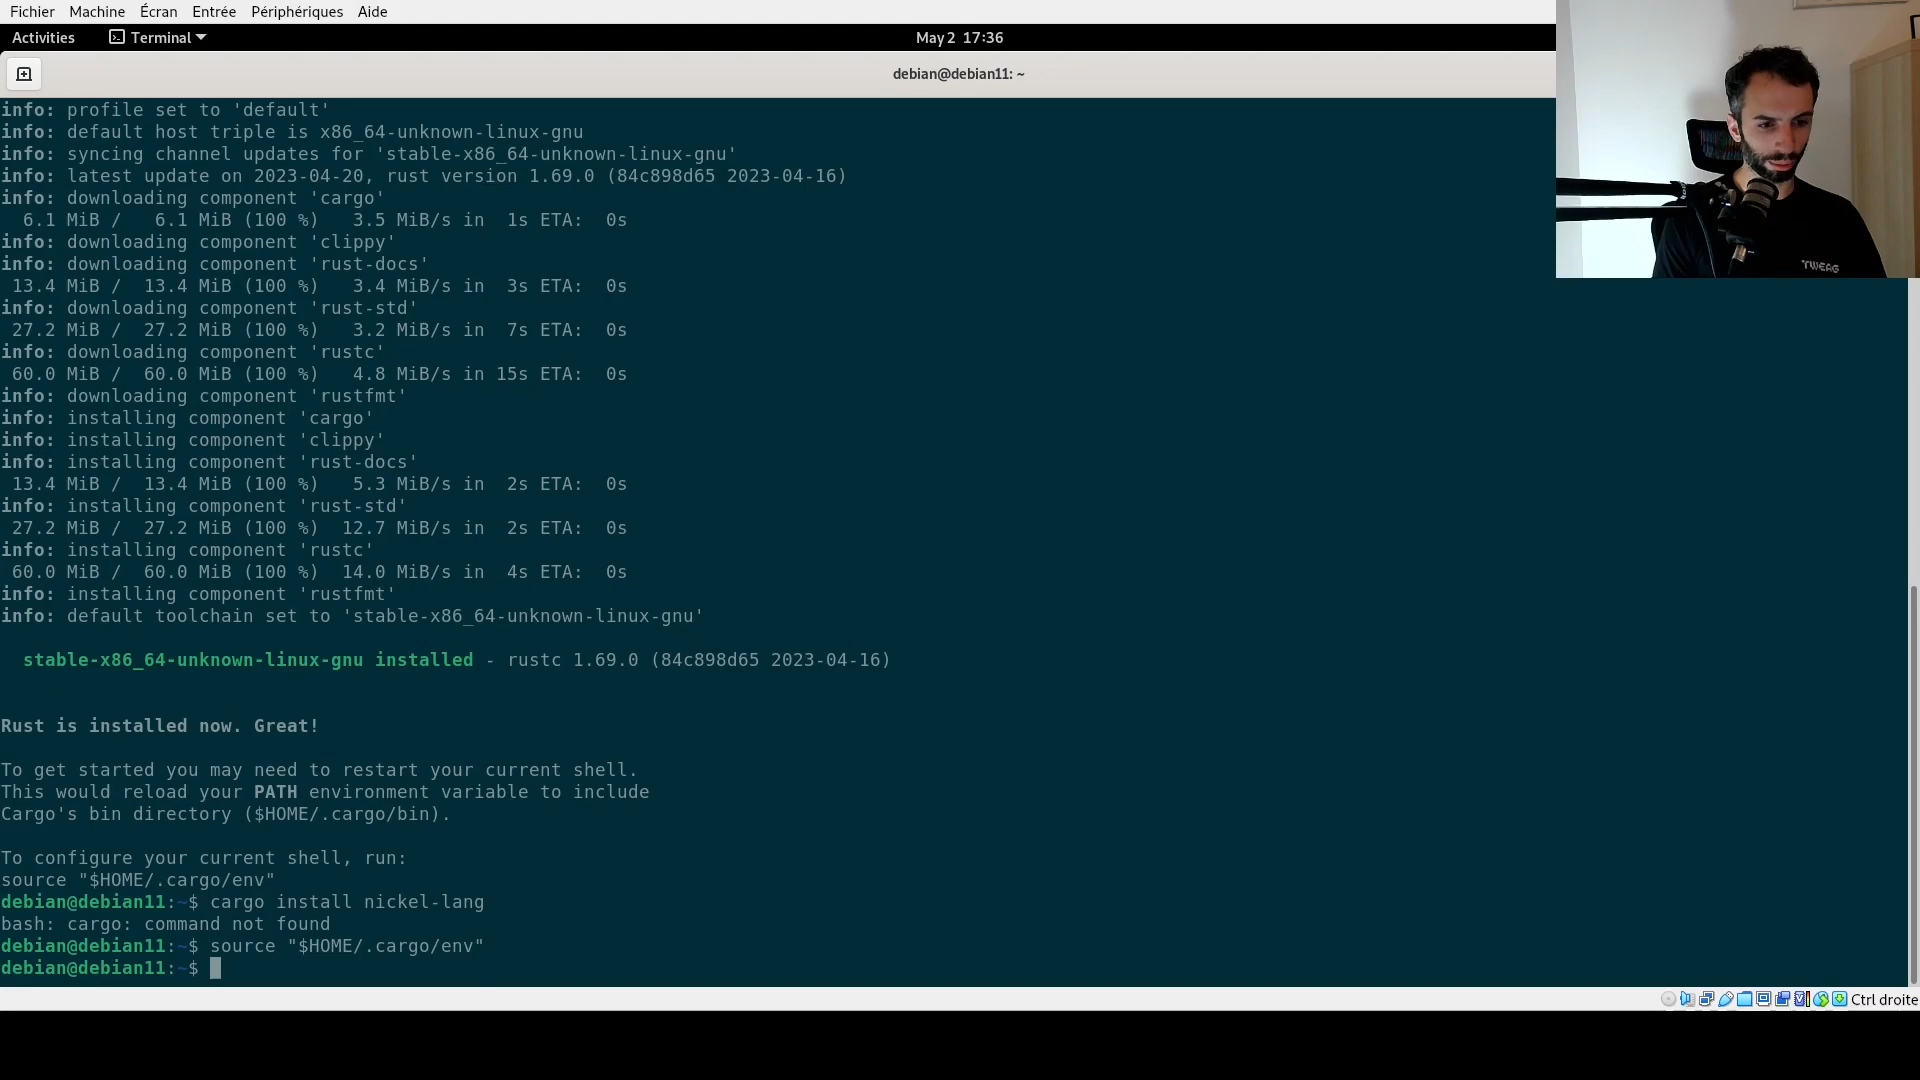 Fichier Machine Écran Entrée Périphériques Aide
Activities Terminal May 2 17:36
debian@debian11: ~
info: profile set to 'default'
info: default host triple is x86_64-unknown-linux-gnu
info: syncing channel updates for 'stable-x86_64-unknown-linux-gnu'
info: latest update on 2023-04-20, rust version 1.69.0 (84c898d65 2023-04-16)
info: downloading component 'cargo'
6.1 MiB / 6.1 MiB (100 %) 3.5 MiB/s in 1s ETA: 0s
info: downloading component 'clippy'
info: downloading component 'rust-docs'
13.4 MiB / 13.4 MiB (100 %) 3.4 MiB/s in 3s ETA: 0s
info: downloading component 'rust-std'
27.2 MiB / 27.2 MiB (100 %) 3.2 MiB/s in 7s ETA: 0s
info: downloading component 'rustc'
60.0 MiB / 60.0 MiB (100 %) 4.8 MiB/s in 15s ETA: 0s
info: downloading component 'rustfmt'
info: installing component 'cargo'
info: installing component 'clippy'
info: installing component 'rust-docs'
13.4 MiB / 13.4 MiB (100 %) 5.3 MiB/s in 2s ETA: 0s
info: installing component 'rust-std'
27.2 MiB / 27.2 MiB (100 %) 12.7 MiB/s in 2s ETA: 0s
info: installing component 'rustc'
60.0 MiB / 60.0 MiB (100 %) 14.0 MiB/s in 4s ETA: 0s
info: installing component 'rustfmt'
info: default toolchain set to 'stable-x86_64-unknown-linux-gnu'
stable-x86_64-unknown-linux-gnu installed - rustc 1.69.0 (84c898d65 2023-04-16)
Rust is installed now. Great!
To get started you may need to restart your current shell.
This would reload your PATH environment variable to include
Cargo's bin directory ($HOME/.cargo/bin).
To configure your current shell, run:
source "$HOME/.cargo/env"
debian@debian11:~$ cargo install nickel-lang
bash: cargo: command not found
debian@debian11:~$ source "$HOME/.cargo/env"
debian@debian11:~$
Ctrl droite
TWEAG